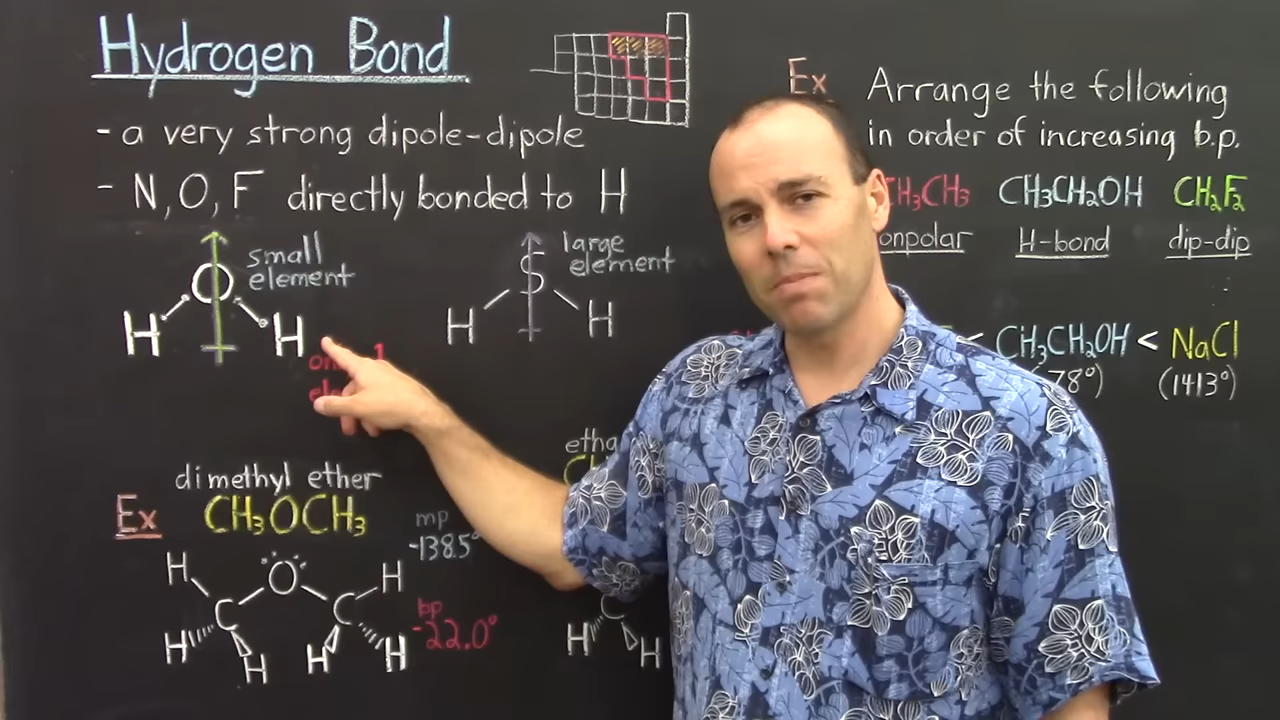 Hydrogen Bond
- a very strong dipole-dipole
- N, O, F directly bonded to H
small
element
O
H H
large
element
S
H H
dimethyl ether
Ex CH₃OCH₃
mp
-138.5°
bp
-22.0°
H O H
C C
H H H H
C
H H
Ex Arrange the following
in order of increasing b.p.
CH₃CH₂OH CH₂F₂
H-bond dip-dip
< CH₃CH₂OH < NaCl
(1413°)